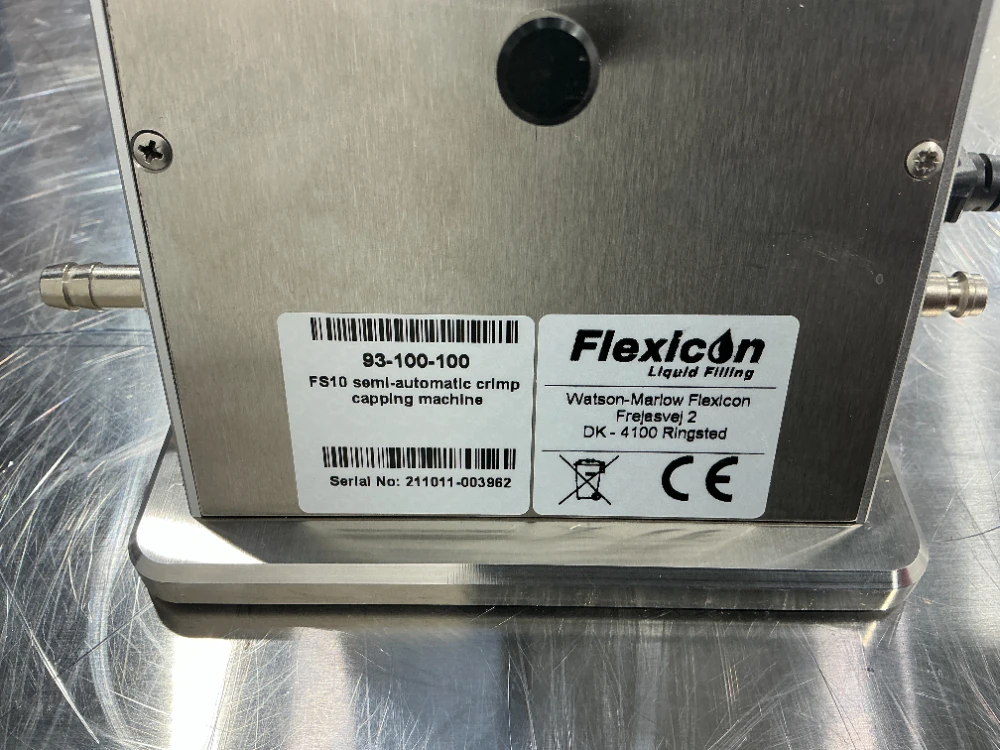 93-100-100
FS10 semi-automatic crimp
capping machine
Serial No: 211011-003962
Flexicon
Liquid Filling
Watson-Marlow Flexicon
Frejasvej 2
DK - 4100 Ringsted
CE